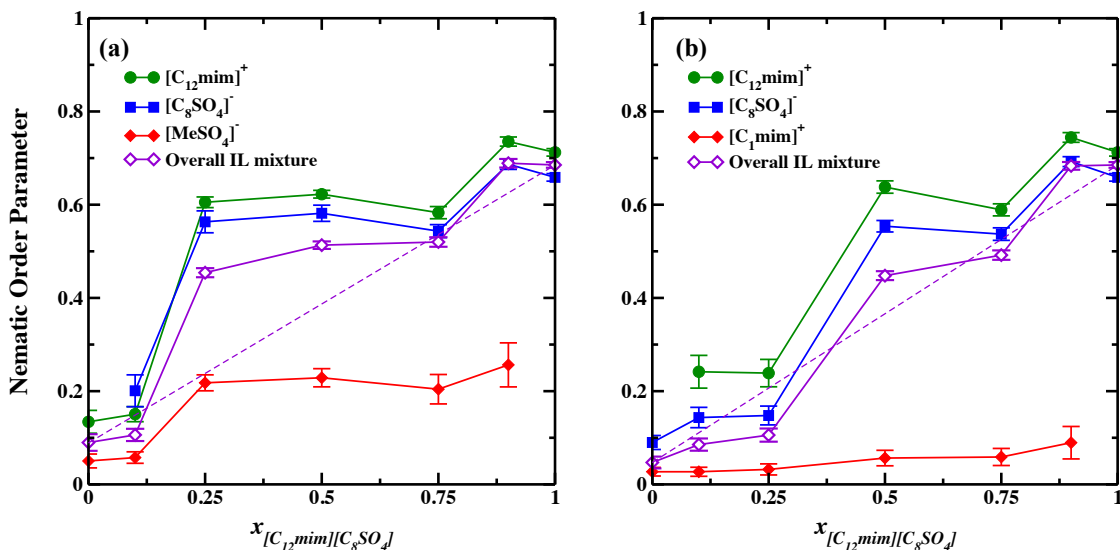 Nematic Order Parameter
(a)
[C₁₂mim]⁺
[C₈SO₄]⁻
[MeSO₄]⁻
Overall IL mixture
1
0.8
0.6
0.4
0.2
0
0 0.25 0.5 0.75 1
x[C₁₂mim][C₈SO₄]
(b)
[C₁₂mim]⁺
[C₈SO₄]⁻
[C₁mim]⁺
Overall IL mixture
1
0.8
0.6
0.4
0.2
0
0 0.25 0.5 0.75 1
x[C₁₂mim][C₈SO₄]